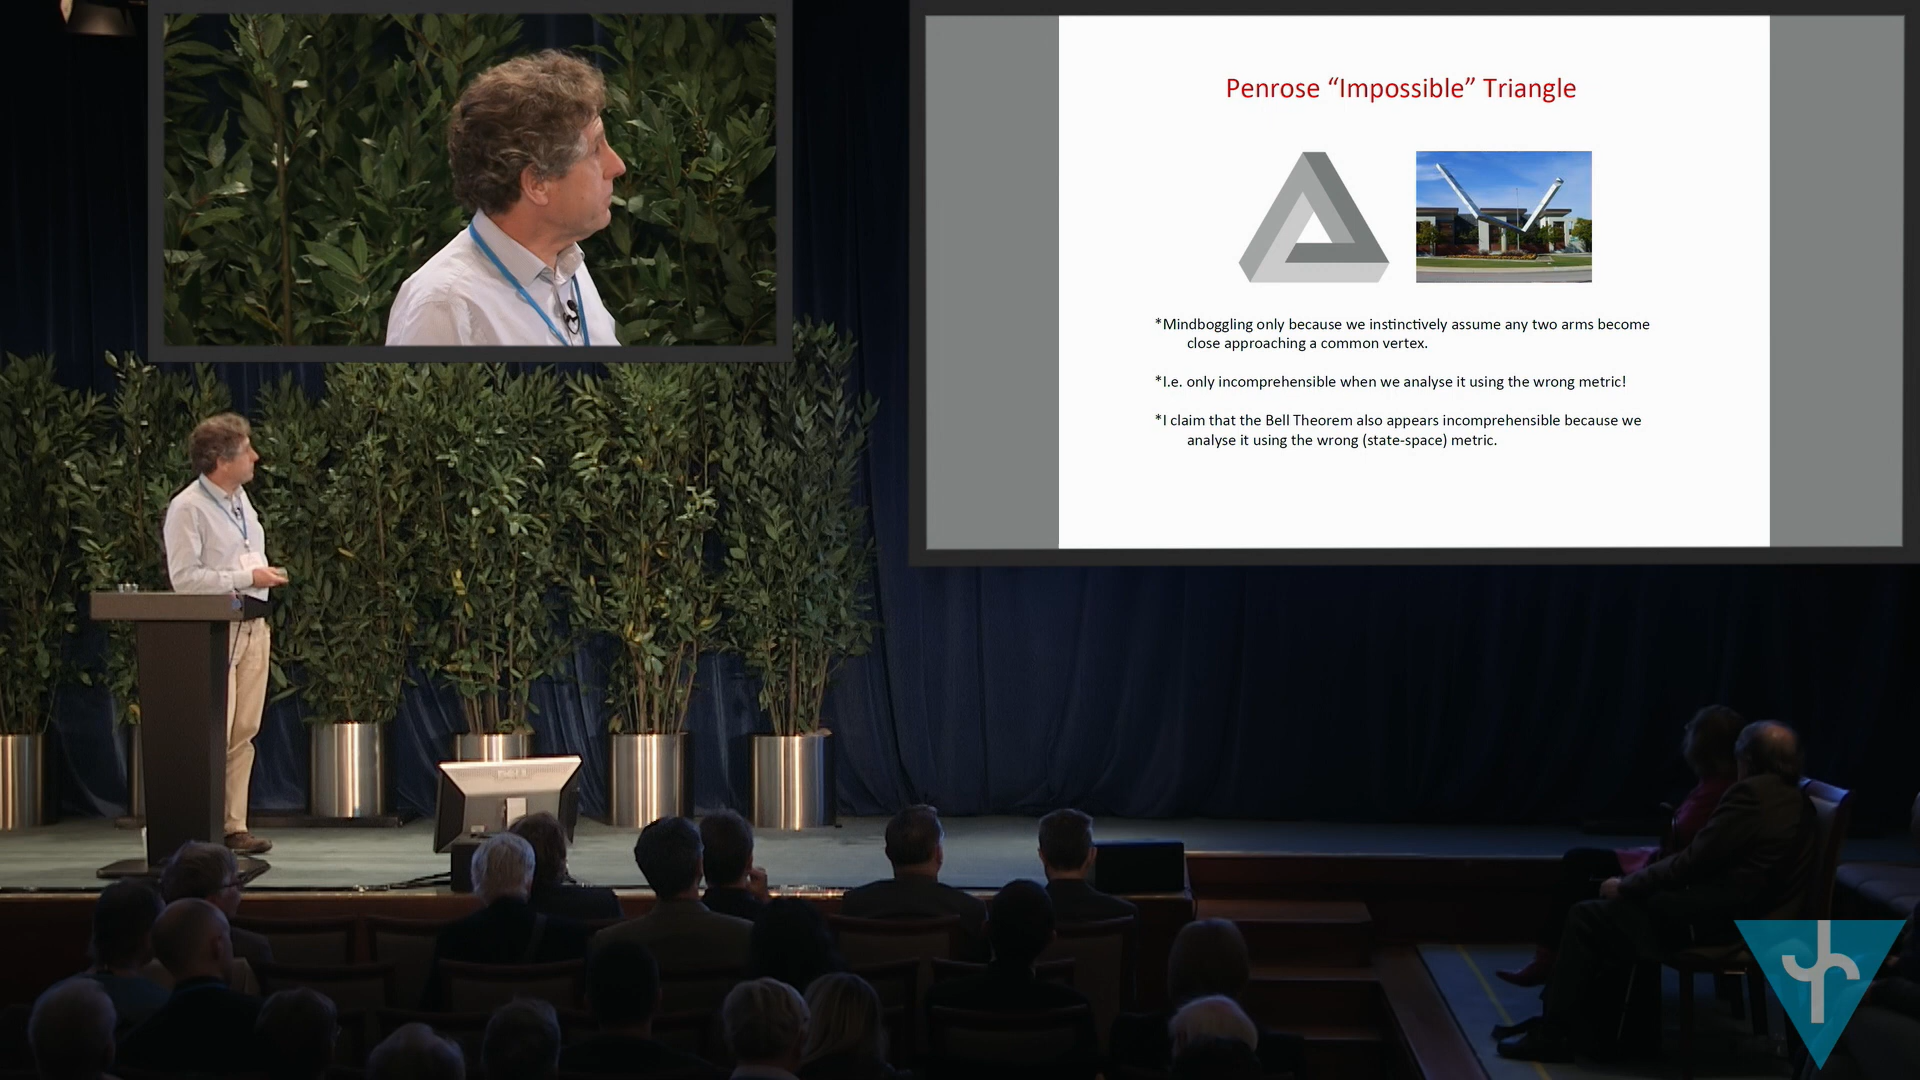 Penrose “Impossible” Triangle
*Mindboggling only because we instinctively assume any two arms become
close approaching a common vertex.
*I.e. only incomprehensible when we analyse it using the wrong metric!
*I claim that the Bell Theorem also appears incomprehensible because we
analyse it using the wrong (state-space) metric.
DELL